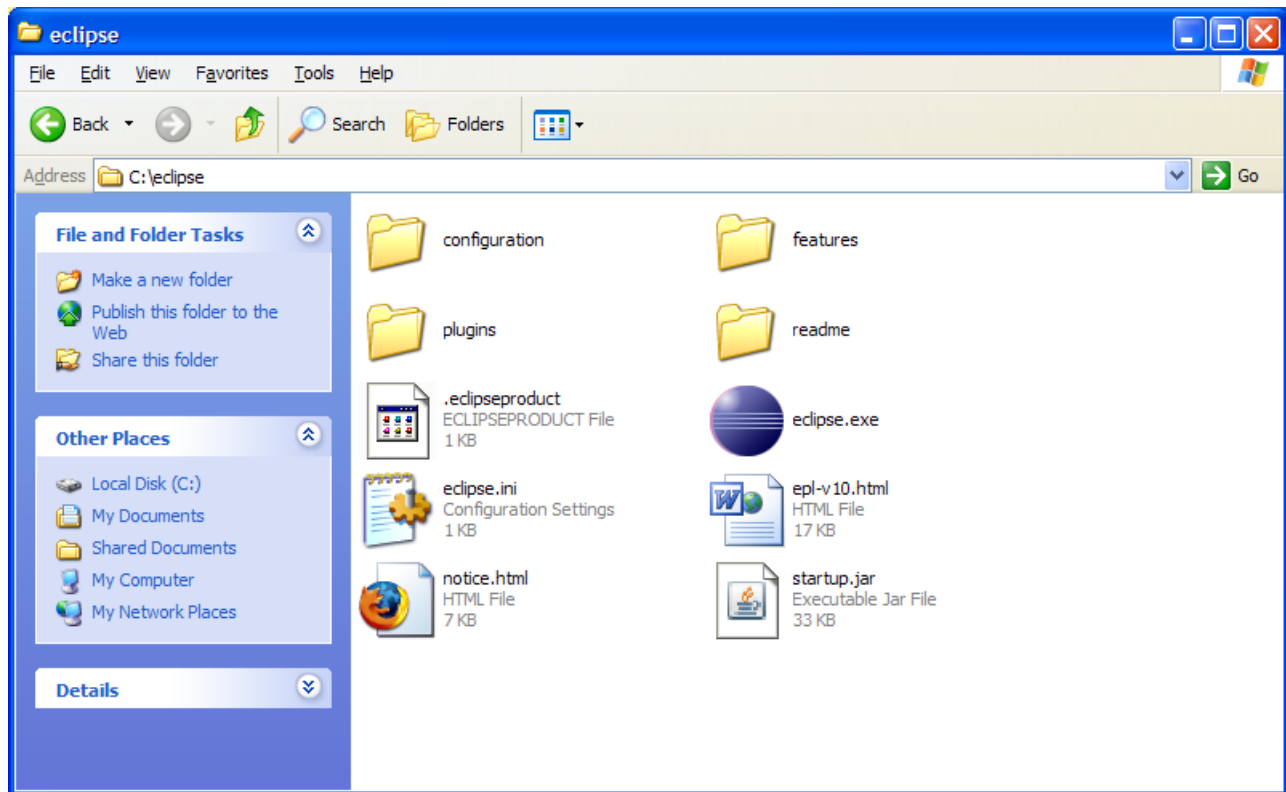 eclipse
File Edit View Favorites Tools Help
Back Search Folders
Address C:\eclipse Go
File and Folder Tasks
Make a new folder
Publish this folder to the
Web
Share this folder
Other Places
Local Disk (C:)
My Documents
Shared Documents
My Computer
My Network Places
Details
configuration
features
plugins
readme
.eclipseproduct
ECLIPSEPRODUCT File
1 KB
eclipse.exe
eclipse.ini
Configuration Settings
1 KB
epl-v10.html
HTML File
17 KB
notice.html
HTML File
7 KB
startup.jar
Executable Jar File
33 KB